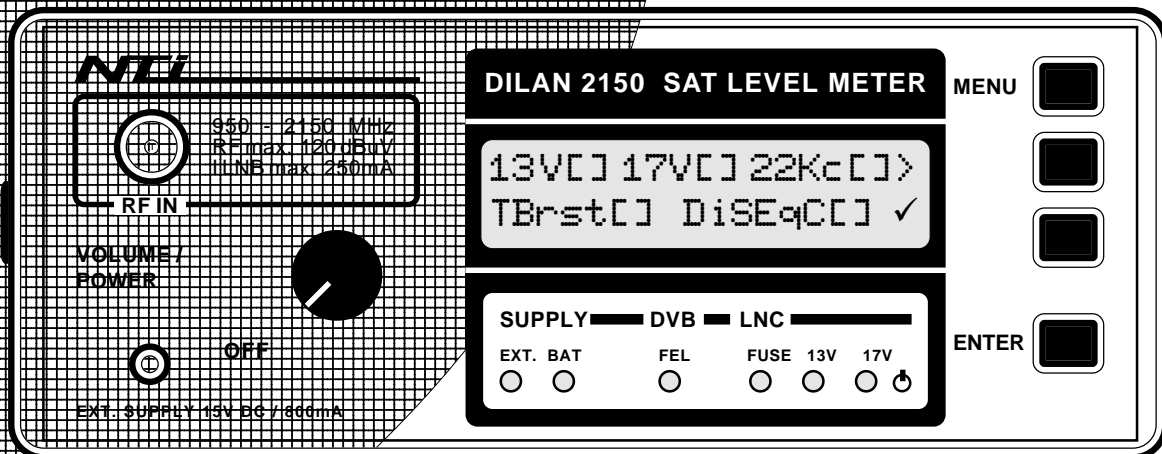 NTi
950 - 2150 MHz
RF max. 120 dBuV
I LNB max. 250mA
RF IN
VOLUME /
POWER
OFF
EXT. SUPPLY 15V DC / 800mA
DILAN 2150 SAT LEVEL METER
13V[] 17V[] 22Kc[]>
TBrst[] DiSEqC[] ✓
SUPPLY DVB LNC
EXT. BAT FEL FUSE 13V 17V
MENU
ENTER